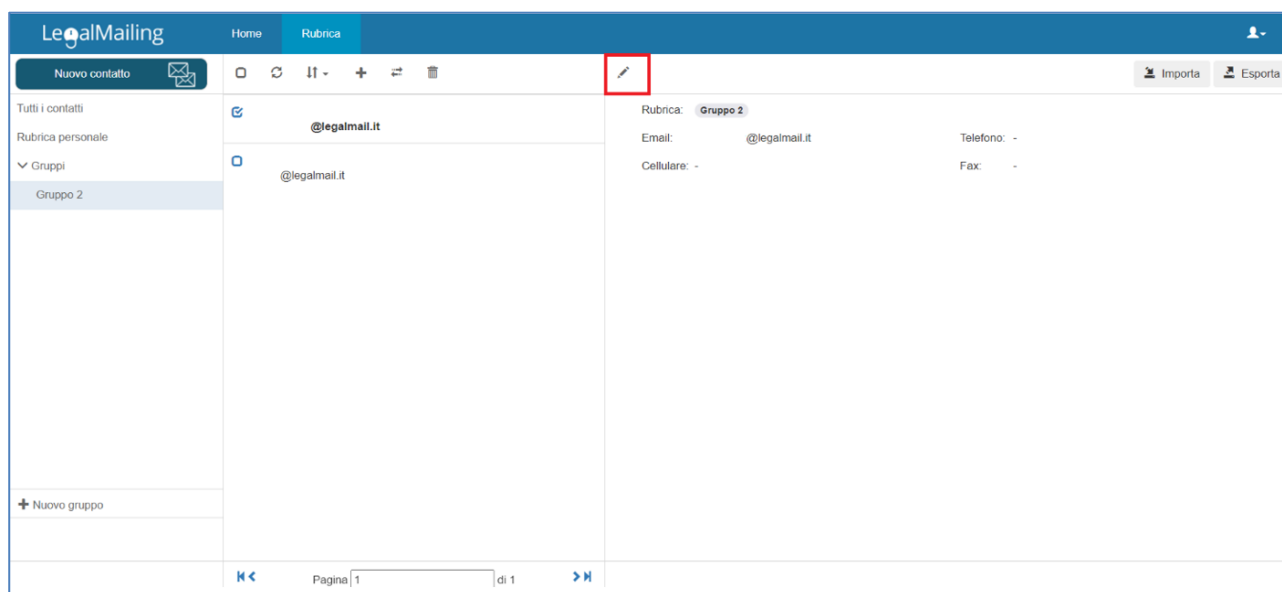 LegalMailing
Home
Rubrica
Nuovo contatto
Importa
Esporta
Tutti i contatti
Rubrica personale
Gruppi
Gruppo 2
Nuovo gruppo
@legalmail.it
@legalmail.it
Pagina 1 di 1
Rubrica: Gruppo 2
Email: @legalmail.it Telefono: -
Cellulare: - Fax: -